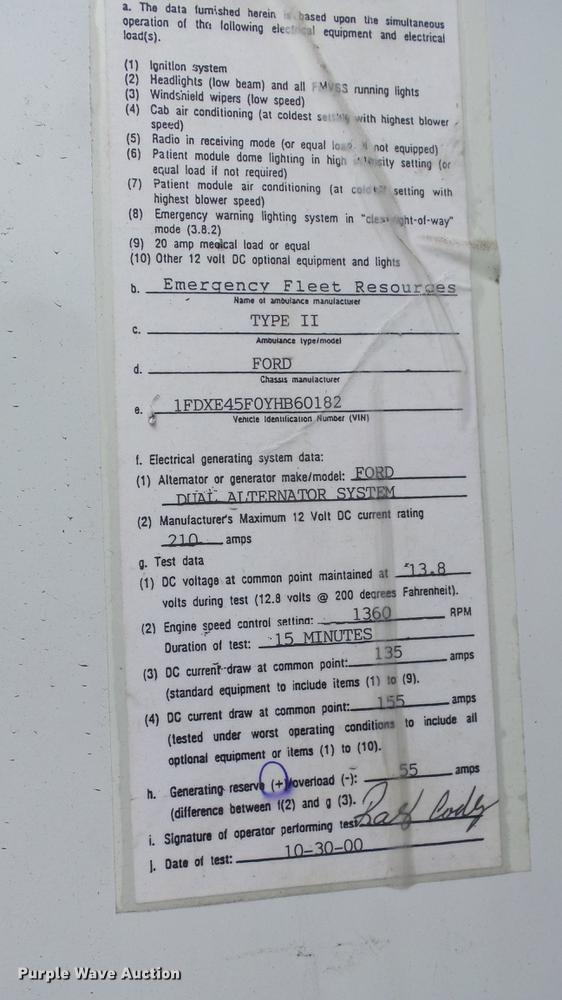 a. The data furnished herein is based upon the simultaneous
operation of the following electrical equipment and electrical
load(s).
(1) Ignition system
(2) Headlights (low beam) and all FMVSS running lights
(3) Windshield wipers (low speed)
(4) Cab air conditioning (at coldest setting with highest blower
speed)
(5) Radio in receiving mode (or equal load if not equipped)
(6) Patient module dome lighting in high intensity setting (or
equal load if not required)
(7) Patient module air conditioning (at coldest setting with
highest blower speed)
(8) Emergency warning lighting system in "clear-right-of-way"
mode (3.8.2)
(9) 20 amp medical load or equal
(10) Other 12 volt DC optional equipment and lights
b. Emergency Fleet Resources
Name of ambulance manufacturer
c. TYPE II
Ambulance type/model
d. FORD
Chassis manufacturer
e. 1FDXE45F0YHB60182
Vehicle Identification Number (VIN)
f. Electrical generating system data:
(1) Alternator or generator make/model: FORD
DUAL ALTERNATOR SYSTEM
(2) Manufacturer's Maximum 12 Volt DC current rating
210 amps
g. Test data
(1) DC voltage at common point maintained at 13.8
volts during test (12.8 volts @ 200 degrees Fahrenheit).
(2) Engine speed control setting: 1360 RPM
Duration of test: 15 MINUTES
(3) DC current draw at common point: 135 amps
(standard equipment to include items (1) to (9).
(4) DC current draw at common point: 155 amps
(tested under worst operating conditions to include all
optional equipment or items (1) to (10).
h. Generating reserve (+)/overload (-): 55 amps
(difference between f(2) and g (3).
i. Signature of operator performing test Ray Cody
j. Date of test: 10-30-00
Purple Wave Auction